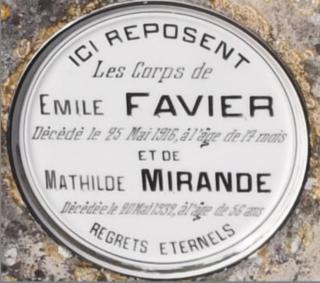 ICI REPOSENT
Les Corps de
EMILE FAVIER
Décédé le 25 Mai 1916, à l'âge de 17 mois
ET DE
MATHILDE MIRANDE
Décédée le 20 Mai 1939, à l'âge de 56 ans
REGRETS ETERNELS